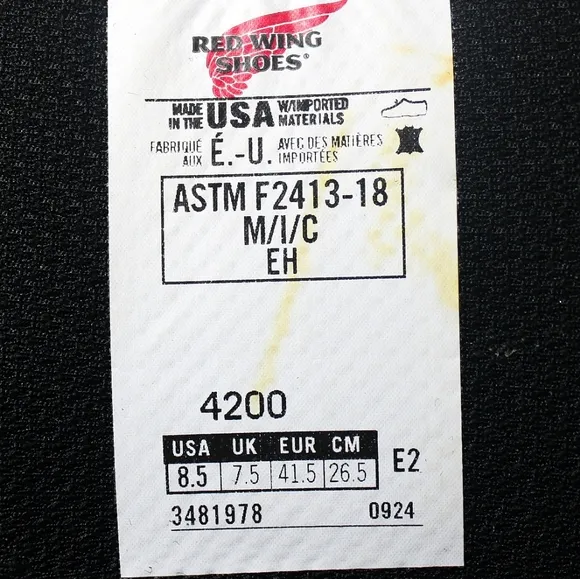 RED WING
SHOES®
MADE IN THE USA W/IMPORTED MATERIALS
FABRIQUÉ AUX É.-U. AVEC DES MATIÈRES IMPORTÉES
ASTM F2413-18
M/I/C
EH
4200
USA UK EUR CM
8.5 7.5 41.5 26.5 E2
3481978 0924